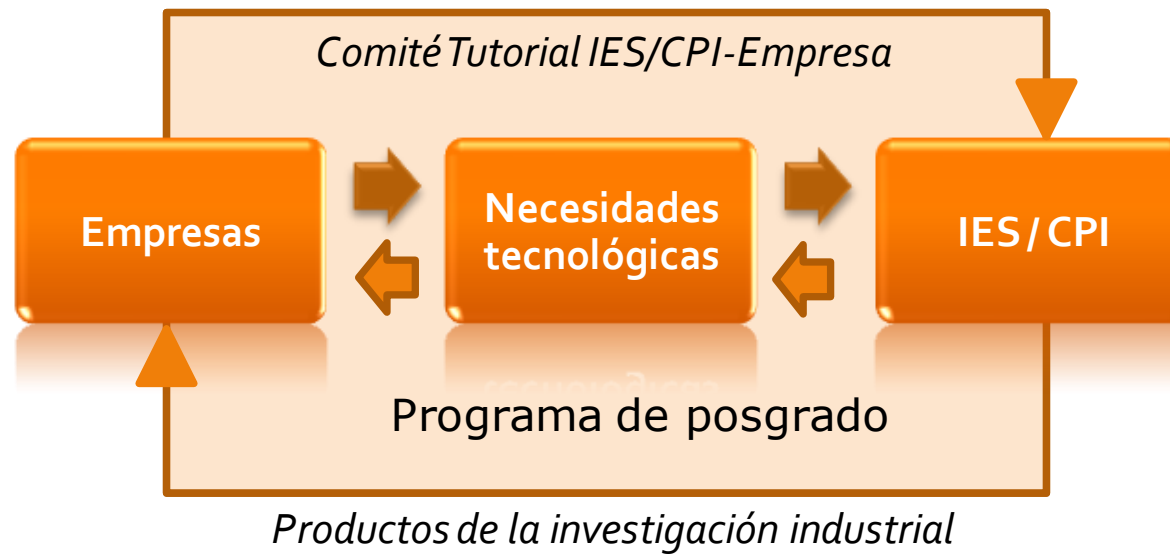 Comité Tutorial IES/CPI-Empresa
Empresas
Necesidades
tecnológicas
IES / CPI
Programa de posgrado
Productos de la investigación industrial